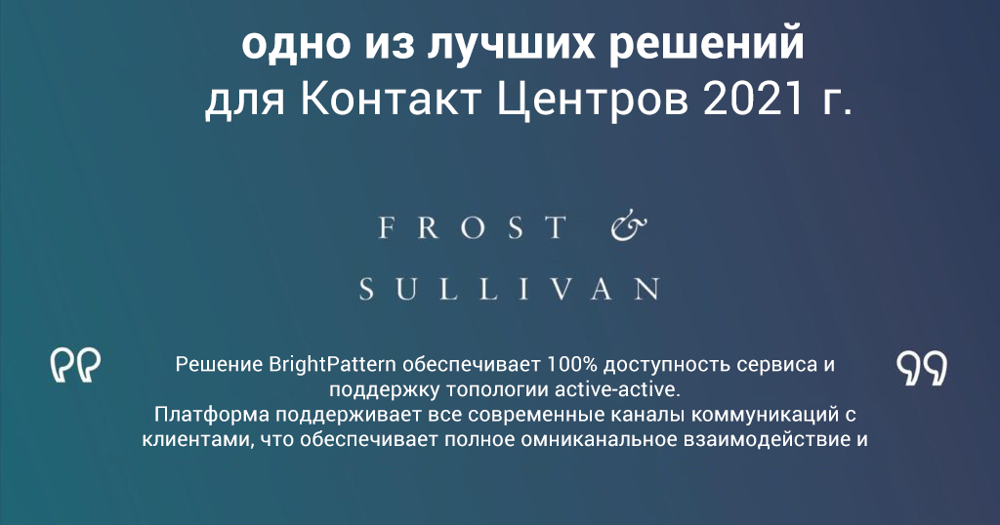 одно из лучших решений
для Контакт Центров 2021 г.
FROST &
SULLIVAN
Решение BrightPattern обеспечивает 100% доступность сервиса и
поддержку топологии active-active.
Платформа поддерживает все современные каналы коммуникаций с
клиентами, что обеспечивает полное омниканальное взаимодействие и